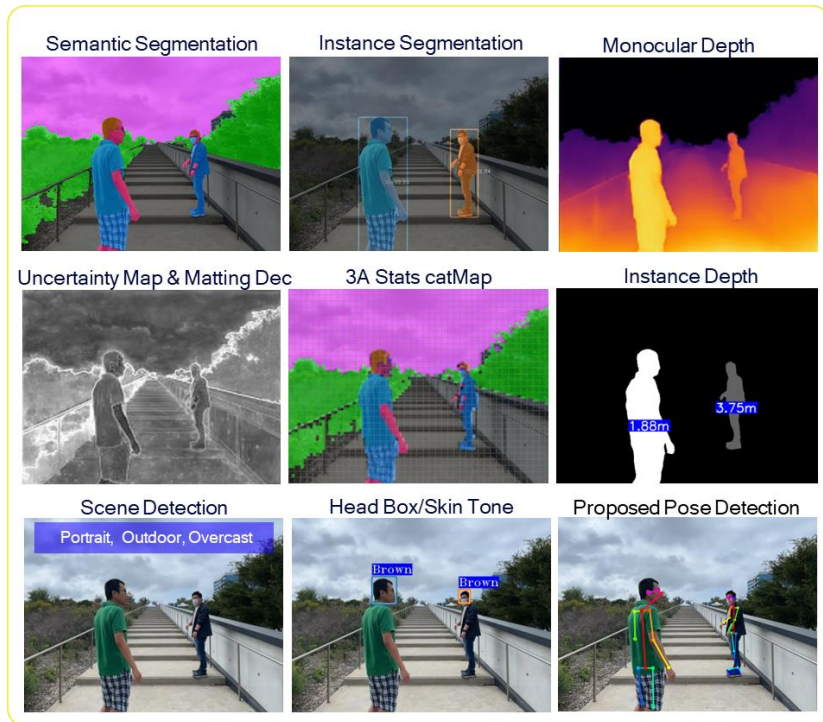 Semantic Segmentation
Instance Segmentation
Monocular Depth
Uncertainty Map & Matting Dec
3A Stats catMap
Instance Depth
1.88m
3.75m
Scene Detection
Head Box/Skin Tone
Proposed Pose Detection
Portrait, Outdoor, Overcast
Brown
Brown